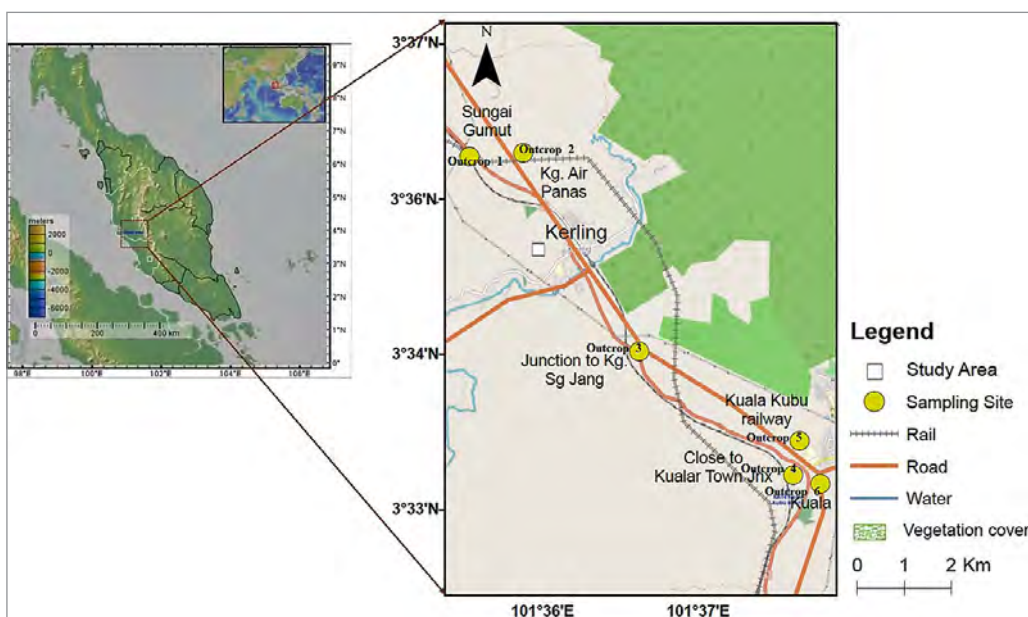 N
3°37'N
3°36'N
3°34'N
3°33'N
101°36'E
101°37'E
Sungai
Gumut
Outcrop 1
Outcrop 2
Kg. Air
Panas
Kerling
Outcrop 3
Junction to Kg.
Sg Jang
Kuala Kubu
railway
Outcrop 5
Close to
Kualar Town Jnx
Outcrop 4
Outcrop 6
Kuala
Legend
Study Area
Sampling Site
Rail
Road
Water
Vegetation cover
0 1 2 Km
meters
2000
0
-2000
-6000
0 200 400 km
9°N
8°N
7°N
6°N
5°N
4°N
3°N
2°N
1°N
0°
98°E
100°E
102°E
104°E
106°E